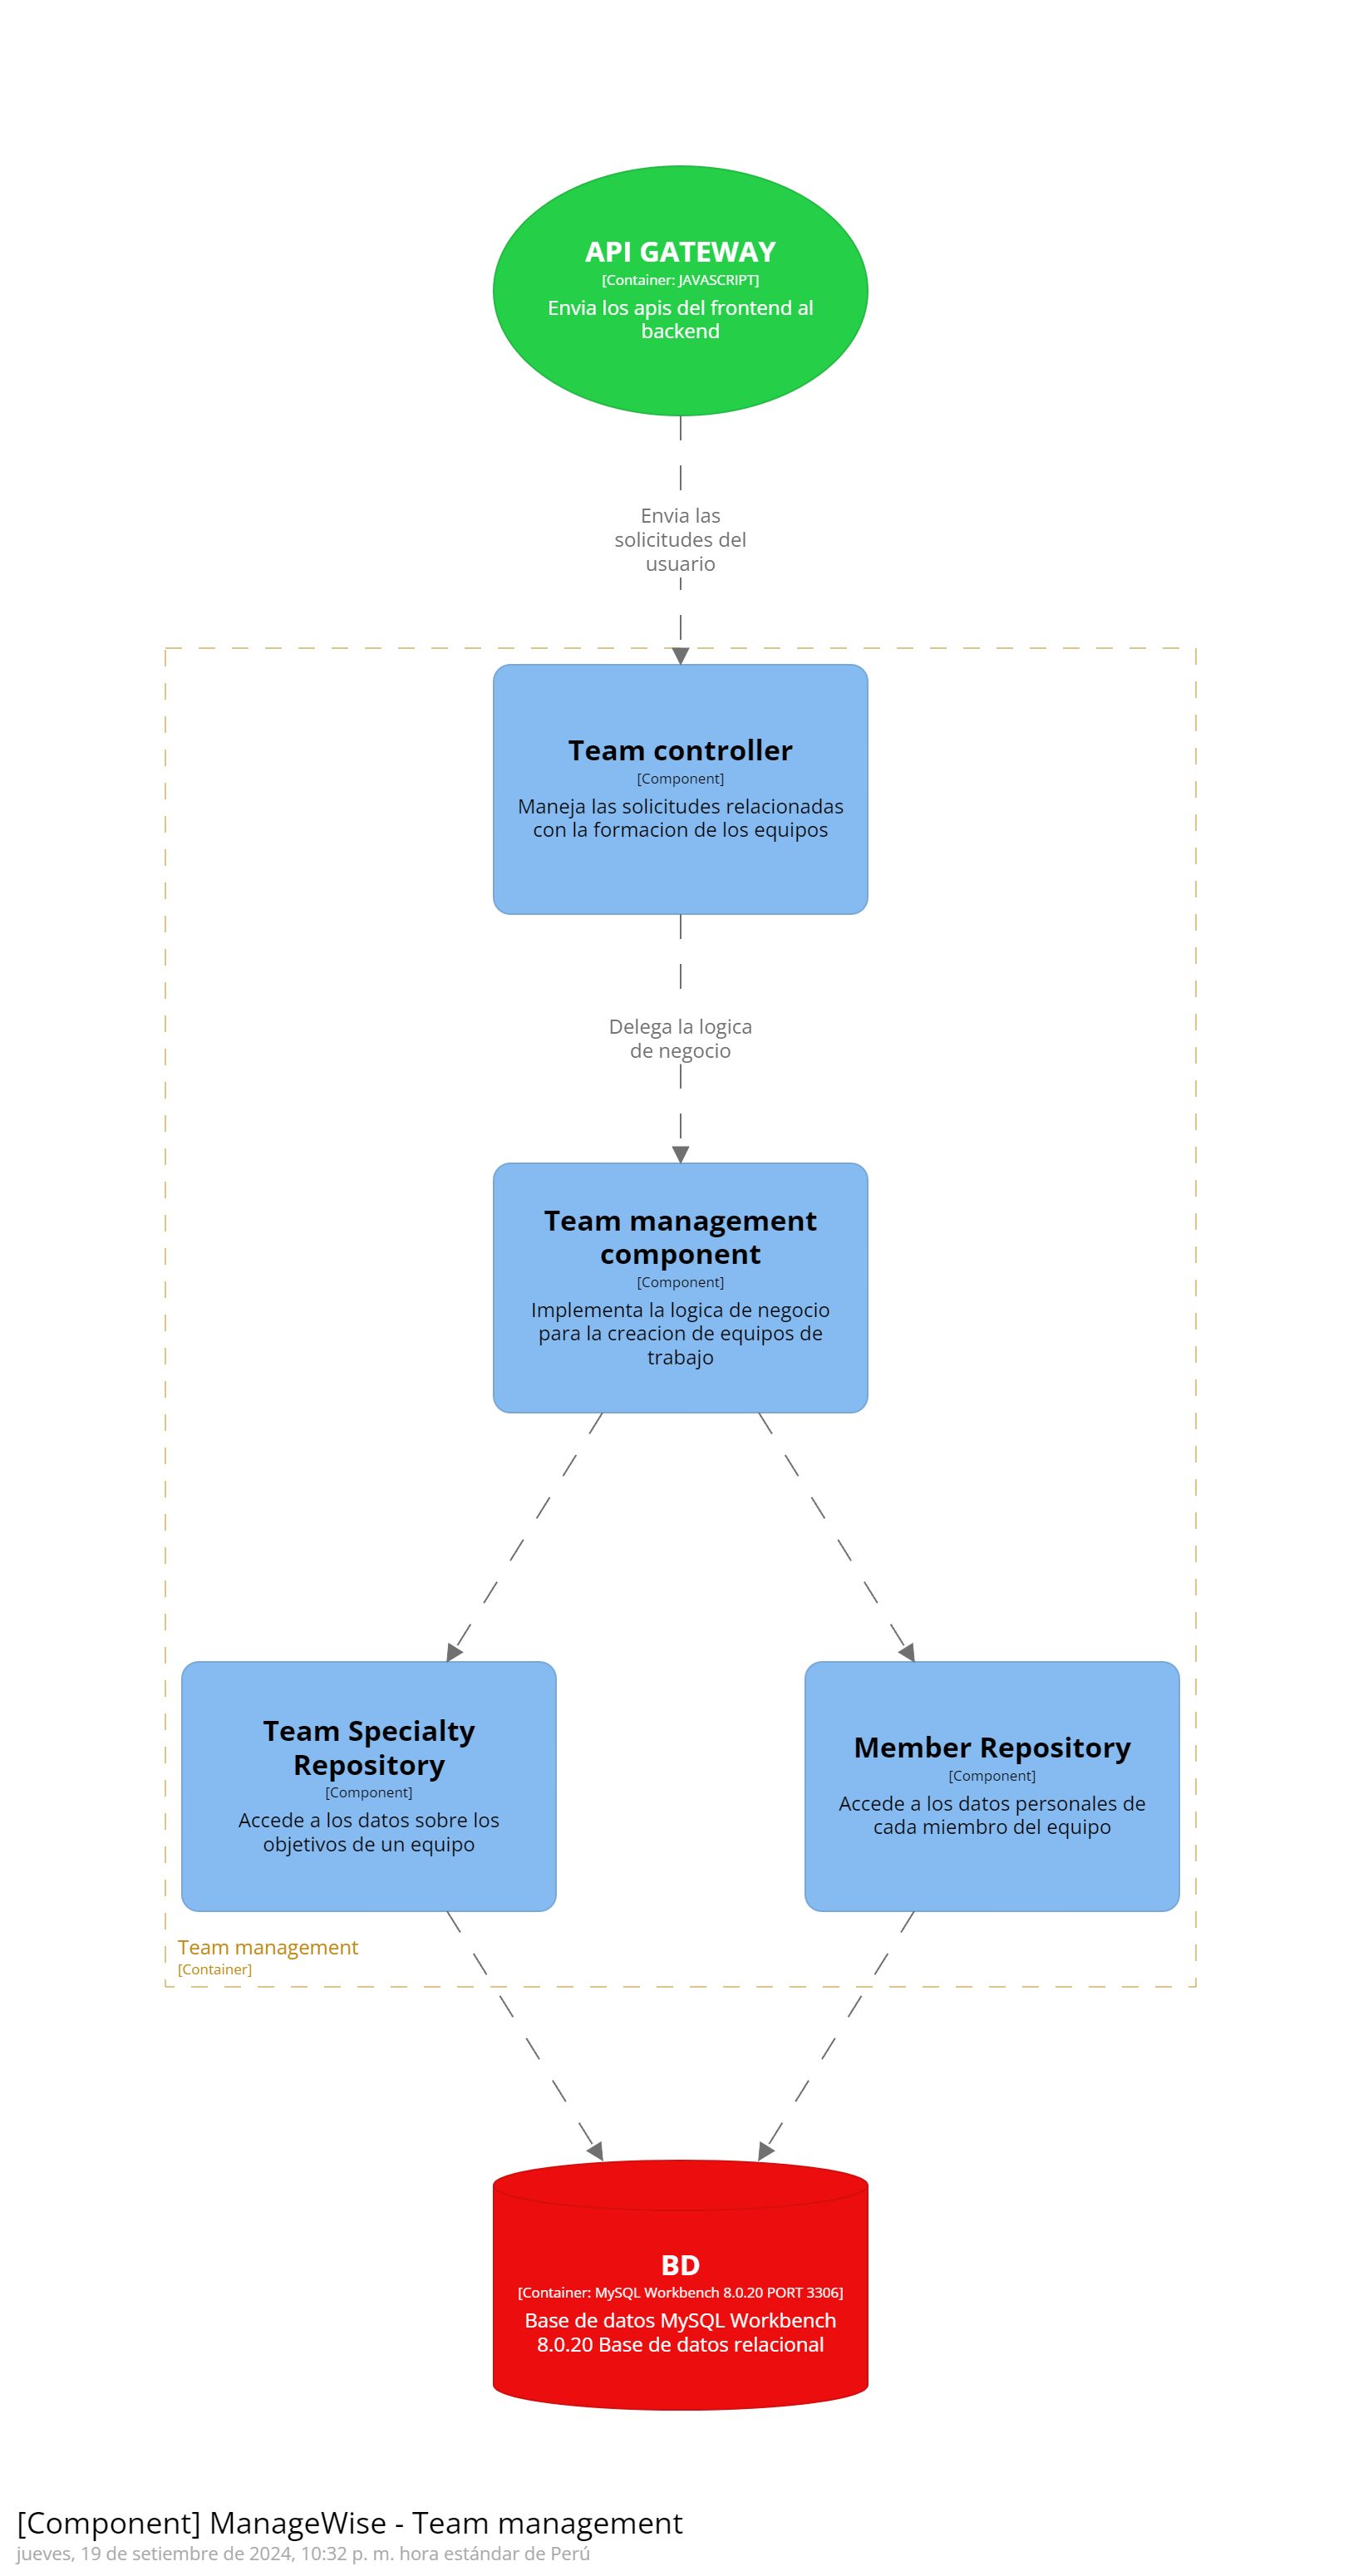 API GATEWAY
[Container: JAVASCRIPT]
Envia los apis del frontend al
backend
Envia las
solicitudes del
usuario
Team controller
[Component]
Maneja las solicitudes relacionadas
con la formacion de los equipos
Delega la logica
de negocio
Team management
component
[Component]
Implementa la logica de negocio
para la creacion de equipos de
trabajo
Team Specialty
Repository
[Component]
Accede a los datos sobre los
objetivos de un equipo
Member Repository
[Component]
Accede a los datos personales de
cada miembro del equipo
Team management
[Container]
BD
[Container: MySQL Workbench 8.0.20 PORT 3306]
Base de datos MySQL Workbench
8.0.20 Base de datos relacional
[Component] ManageWise - Team management
jueves, 19 de setiembre de 2024, 10:32 p. m. hora estándar de Perú